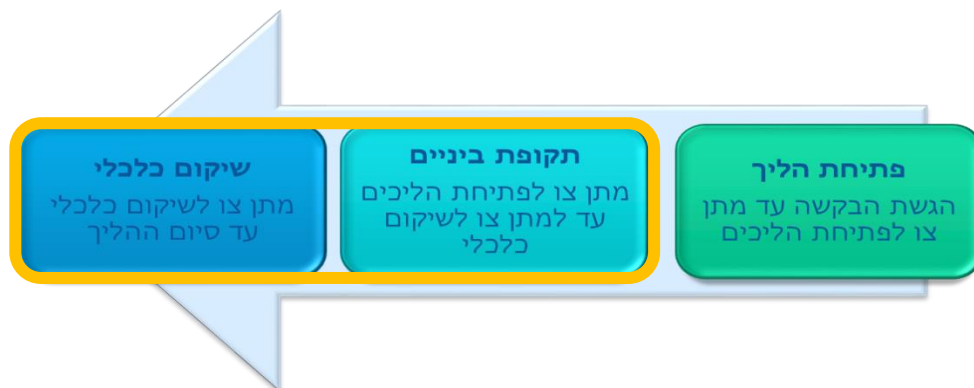 פתיחת הליך
הגשת הבקשה עד מתן
צו לפתיחת הליכים
תקופת ביניים
מתן צו לפתיחת הליכים
עד למתן צו לשיקום
כלכלי
שיקום כלכלי
מתן צו לשיקום כלכלי
עד סיום ההליך